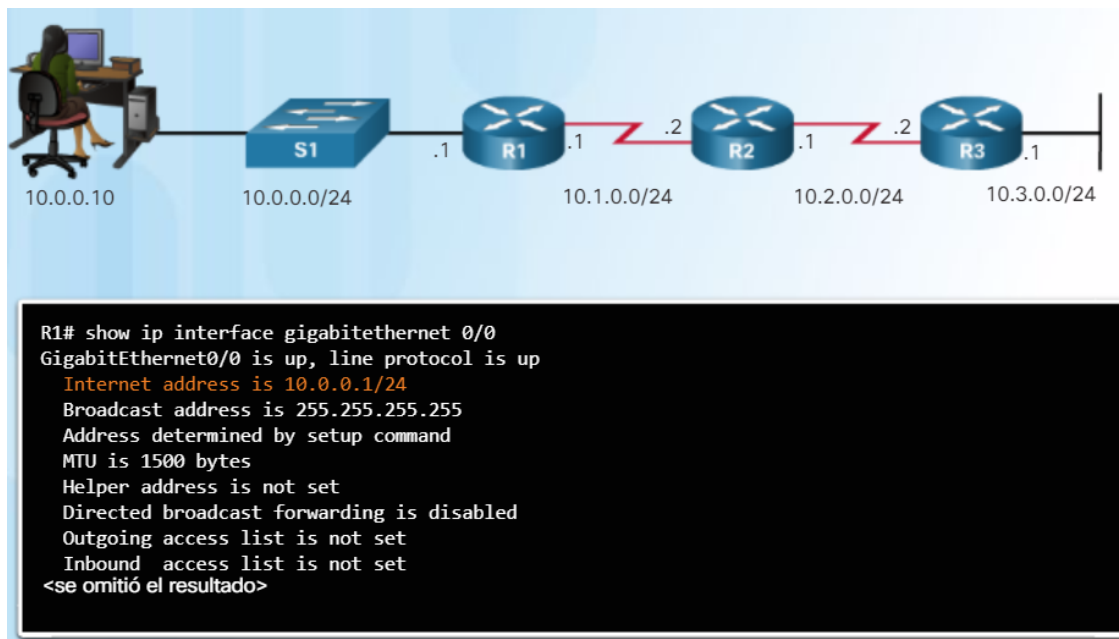 S1
R1
R2
R3
.1
.1
.2
.1
.2
.1
10.0.0.10
10.0.0.0/24
10.1.0.0/24
10.2.0.0/24
10.3.0.0/24
R1# show ip interface gigabitethernet 0/0
GigabitEthernet0/0 is up, line protocol is up
Internet address is 10.0.0.1/24
Broadcast address is 255.255.255.255
Address determined by setup command
MTU is 1500 bytes
Helper address is not set
Directed broadcast forwarding is disabled
Outgoing access list is not set
Inbound  access list is not set
<se omitió el resultado>